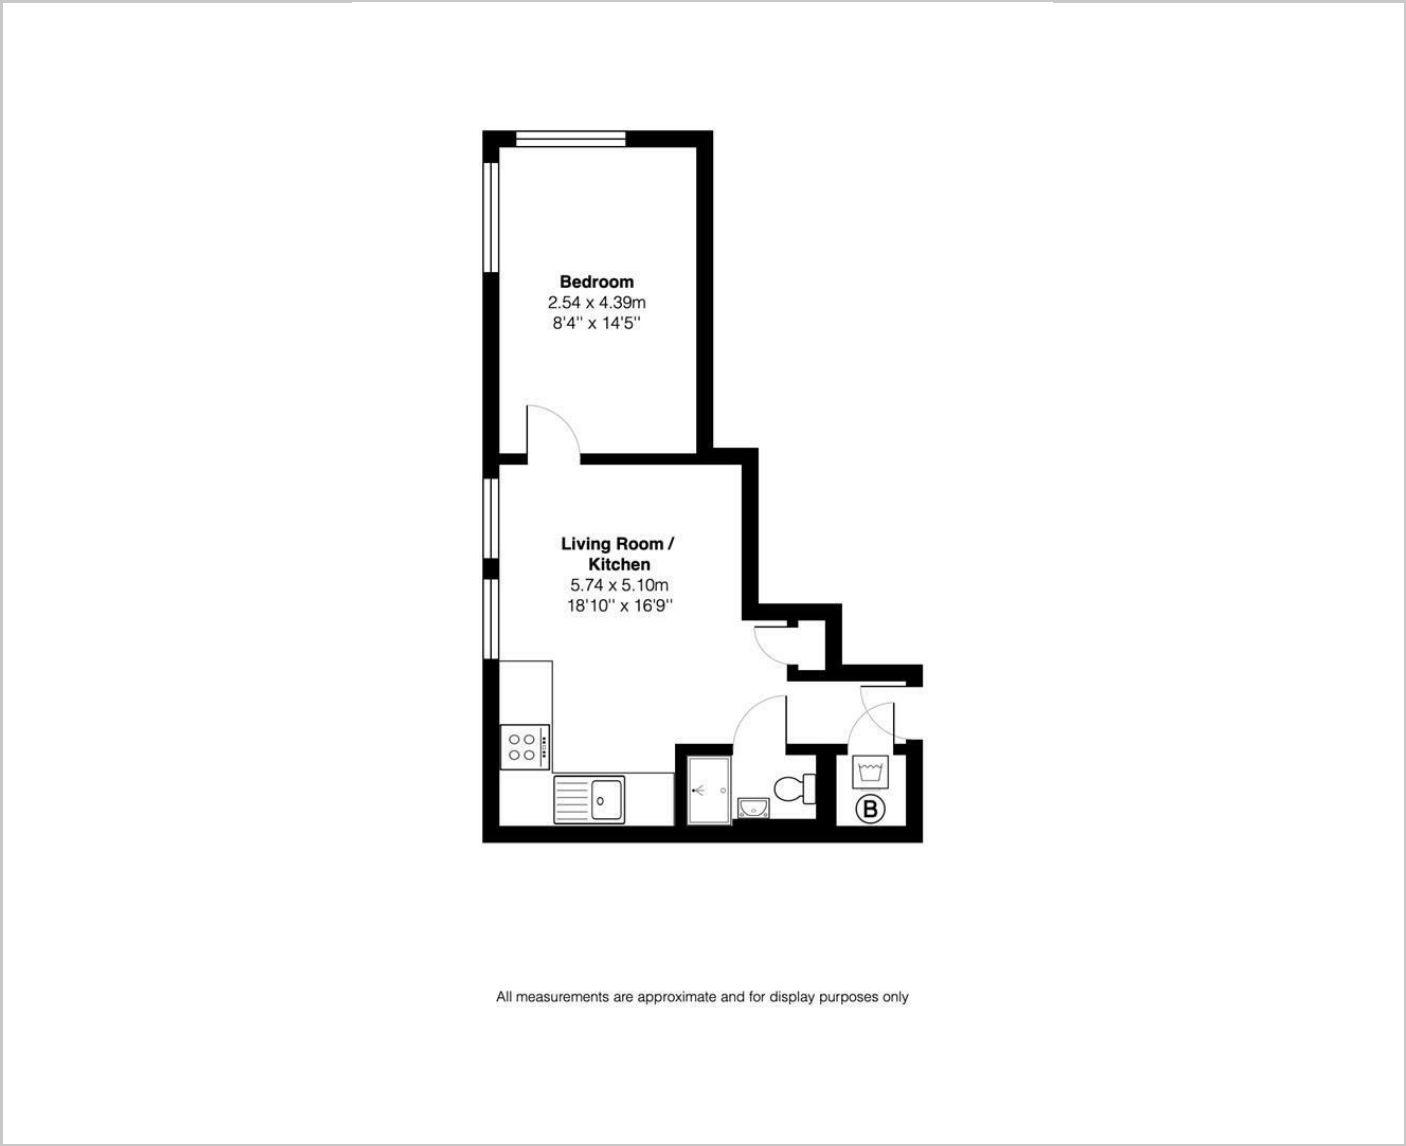 Bedroom
2.54 x 4.39m
8'4'' x 14'5''
Living Room /
Kitchen
5.74 x 5.10m
18'10'' x 16'9''
B
All measurements are approximate and for display purposes only